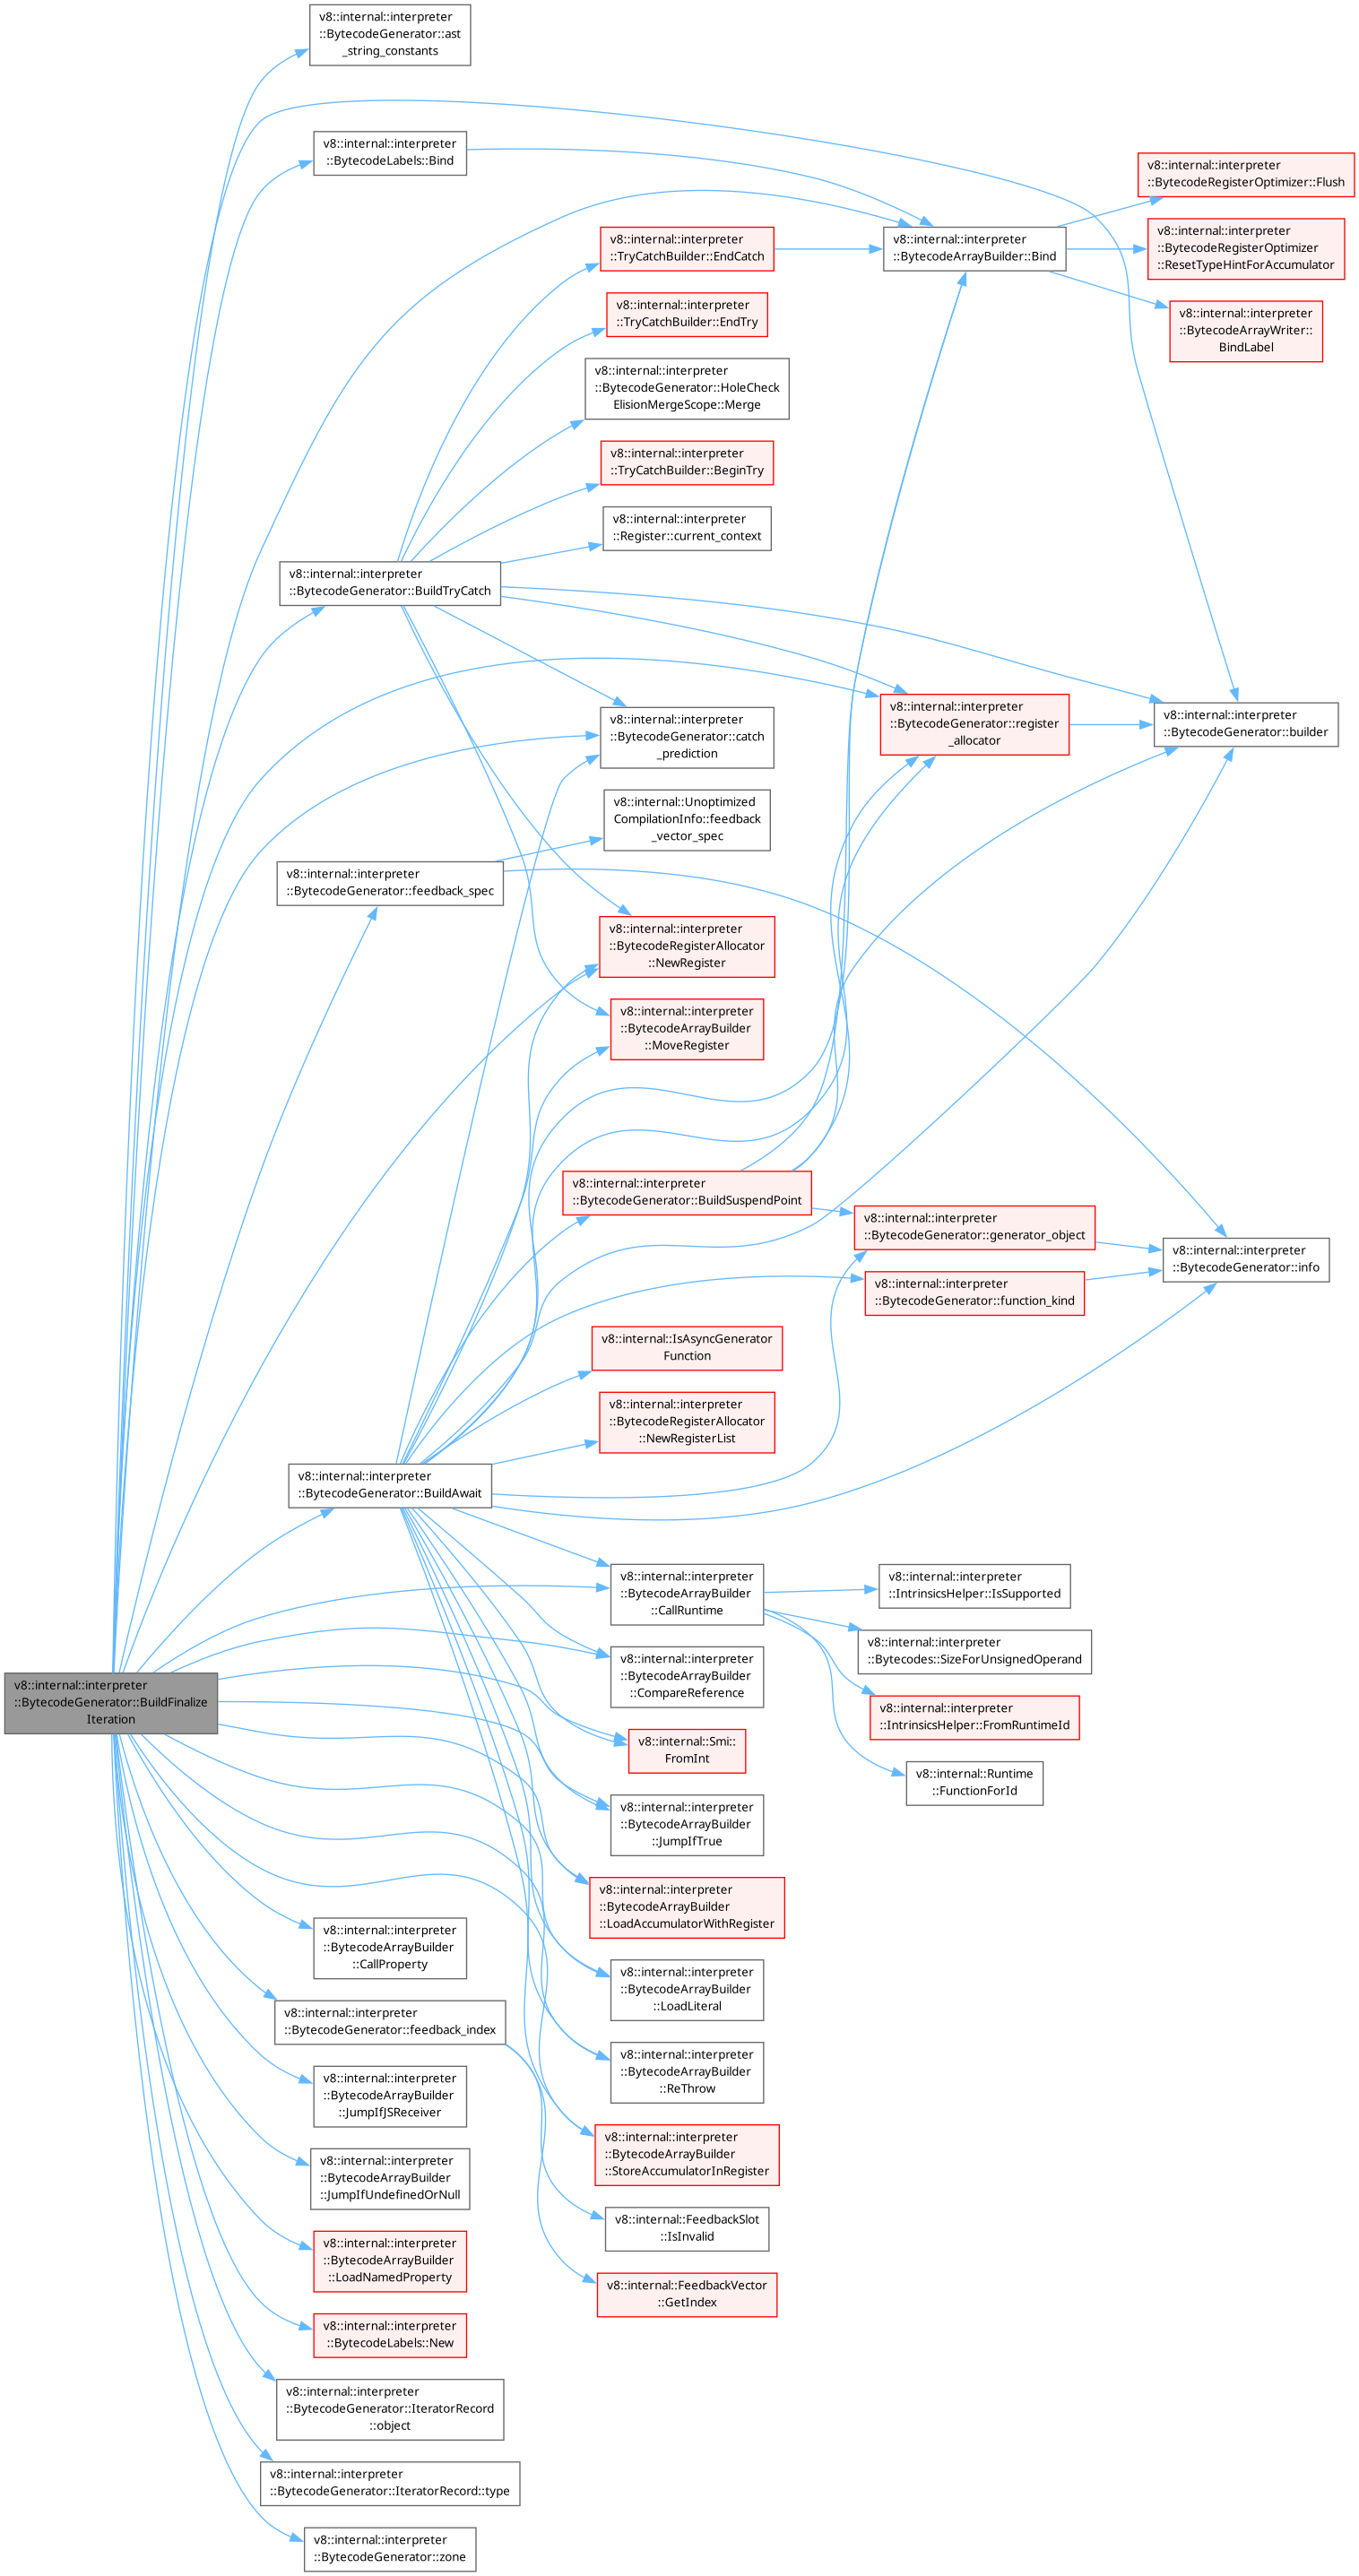 v8::internal::interpreter
::BytecodeGenerator::ast
_string_constants
v8::internal::interpreter
::BytecodeLabels::Bind
v8::internal::interpreter
::BytecodeRegisterOptimizer::Flush
v8::internal::interpreter
::TryCatchBuilder::EndCatch
v8::internal::interpreter
::BytecodeArrayBuilder::Bind
v8::internal::interpreter
::BytecodeRegisterOptimizer
::ResetTypeHintForAccumulator
v8::internal::interpreter
::TryCatchBuilder::EndTry
v8::internal::interpreter
::BytecodeArrayWriter::
BindLabel
v8::internal::interpreter
::BytecodeGenerator::HoleCheck
ElisionMergeScope::Merge
v8::internal::interpreter
::TryCatchBuilder::BeginTry
v8::internal::interpreter
::Register::current_context
v8::internal::interpreter
::BytecodeGenerator::BuildTryCatch
v8::internal::interpreter
::BytecodeGenerator::catch
_prediction
v8::internal::interpreter
::BytecodeGenerator::register
_allocator
v8::internal::interpreter
::BytecodeGenerator::builder
v8::internal::Unoptimized
CompilationInfo::feedback
_vector_spec
v8::internal::interpreter
::BytecodeGenerator::feedback_spec
v8::internal::interpreter
::BytecodeRegisterAllocator
::NewRegister
v8::internal::interpreter
::BytecodeArrayBuilder
::MoveRegister
v8::internal::interpreter
::BytecodeGenerator::BuildSuspendPoint
v8::internal::interpreter
::BytecodeGenerator::generator_object
v8::internal::interpreter
::BytecodeGenerator::info
v8::internal::interpreter
::BytecodeGenerator::function_kind
v8::internal::IsAsyncGenerator
Function
v8::internal::interpreter
::BytecodeRegisterAllocator
::NewRegisterList
v8::internal::interpreter
::BytecodeGenerator::BuildAwait
v8::internal::interpreter
::BytecodeArrayBuilder
::CallRuntime
v8::internal::interpreter
::IntrinsicsHelper::IsSupported
v8::internal::interpreter
::Bytecodes::SizeForUnsignedOperand
v8::internal::interpreter
::BytecodeArrayBuilder
::CompareReference
v8::internal::interpreter
::IntrinsicsHelper::FromRuntimeId
v8::internal::interpreter
::BytecodeGenerator::BuildFinalize
Iteration
v8::internal::Smi::
FromInt
v8::internal::Runtime
::FunctionForId
v8::internal::interpreter
::BytecodeArrayBuilder
::JumpIfTrue
v8::internal::interpreter
::BytecodeArrayBuilder
::LoadAccumulatorWithRegister
v8::internal::interpreter
::BytecodeArrayBuilder
::CallProperty
v8::internal::interpreter
::BytecodeArrayBuilder
::LoadLiteral
v8::internal::interpreter
::BytecodeGenerator::feedback_index
v8::internal::interpreter
::BytecodeArrayBuilder
::ReThrow
v8::internal::interpreter
::BytecodeArrayBuilder
::JumpIfJSReceiver
v8::internal::interpreter
::BytecodeArrayBuilder
::StoreAccumulatorInRegister
v8::internal::interpreter
::BytecodeArrayBuilder
::JumpIfUndefinedOrNull
v8::internal::FeedbackSlot
::IsInvalid
v8::internal::interpreter
::BytecodeArrayBuilder
::LoadNamedProperty
v8::internal::FeedbackVector
::GetIndex
v8::internal::interpreter
::BytecodeLabels::New
v8::internal::interpreter
::BytecodeGenerator::IteratorRecord
::object
v8::internal::interpreter
::BytecodeGenerator::IteratorRecord::type
v8::internal::interpreter
::BytecodeGenerator::zone